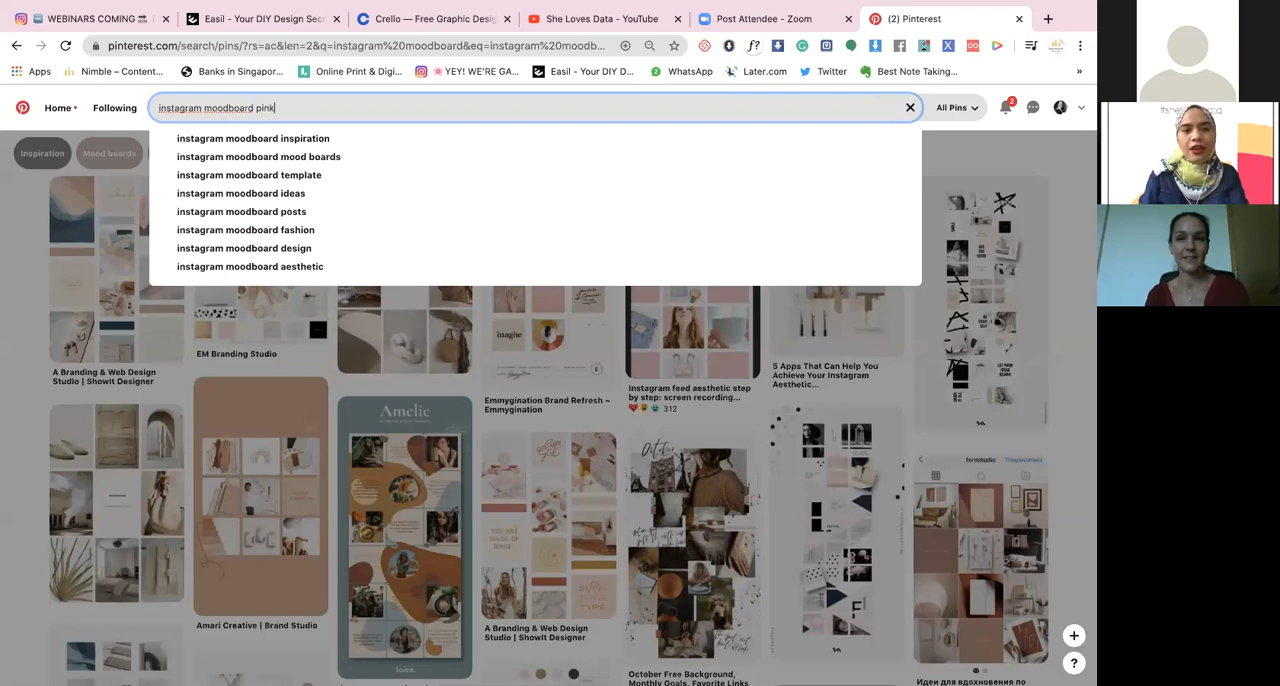 WEBINARS COMING
Easil - Your DIY Design Secr
Crello — Free Graphic Desig
She Loves Data - YouTube
Post Attendee - Zoom
(2) Pinterest
pinterest.com/search/pins/?rs=ac&len=2&q=instagram%20moodboard&eq=instagram%20moodb...
Apps
Nimble – Content...
Banks in Singapor...
Online Print & Digit...
YEY! WE'RE GA...
Easil - Your DIY D...
WhatsApp
Later.com
Twitter
Best Note Taking...
Home
Following
instagram moodboard pink
All Pins
2
instagram moodboard inspiration
instagram moodboard mood boards
instagram moodboard template
instagram moodboard ideas
instagram moodboard posts
instagram moodboard fashion
instagram moodboard design
instagram moodboard aesthetic
Inspiration
Mood boards
A Branding & Web Design
Studio | ShowIt Designer
EM Branding Studio
imagine
Emmygination Brand Refresh ~
Emmygination
Instagram feed aesthetic step
by step: screen recording...
312
5 Apps That Can Help You
Achieve Your Instagram
Aesthetic...
Amari Creative | Brand Studio
Amelie
loise.
A Branding & Web Design
Studio | ShowIt Designer
October
October Free Background,
Monthly Goals, Favorite Links
formstudio
Идеи для вдохновения по
+
?